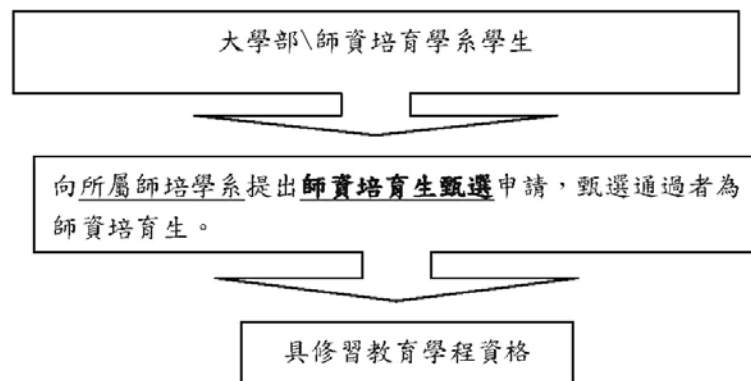 大學部\師資培育學系學生
向所屬師培學系提出師資培育生甄選申請，甄選通過者為
師資培育生。
具修習教育學程資格